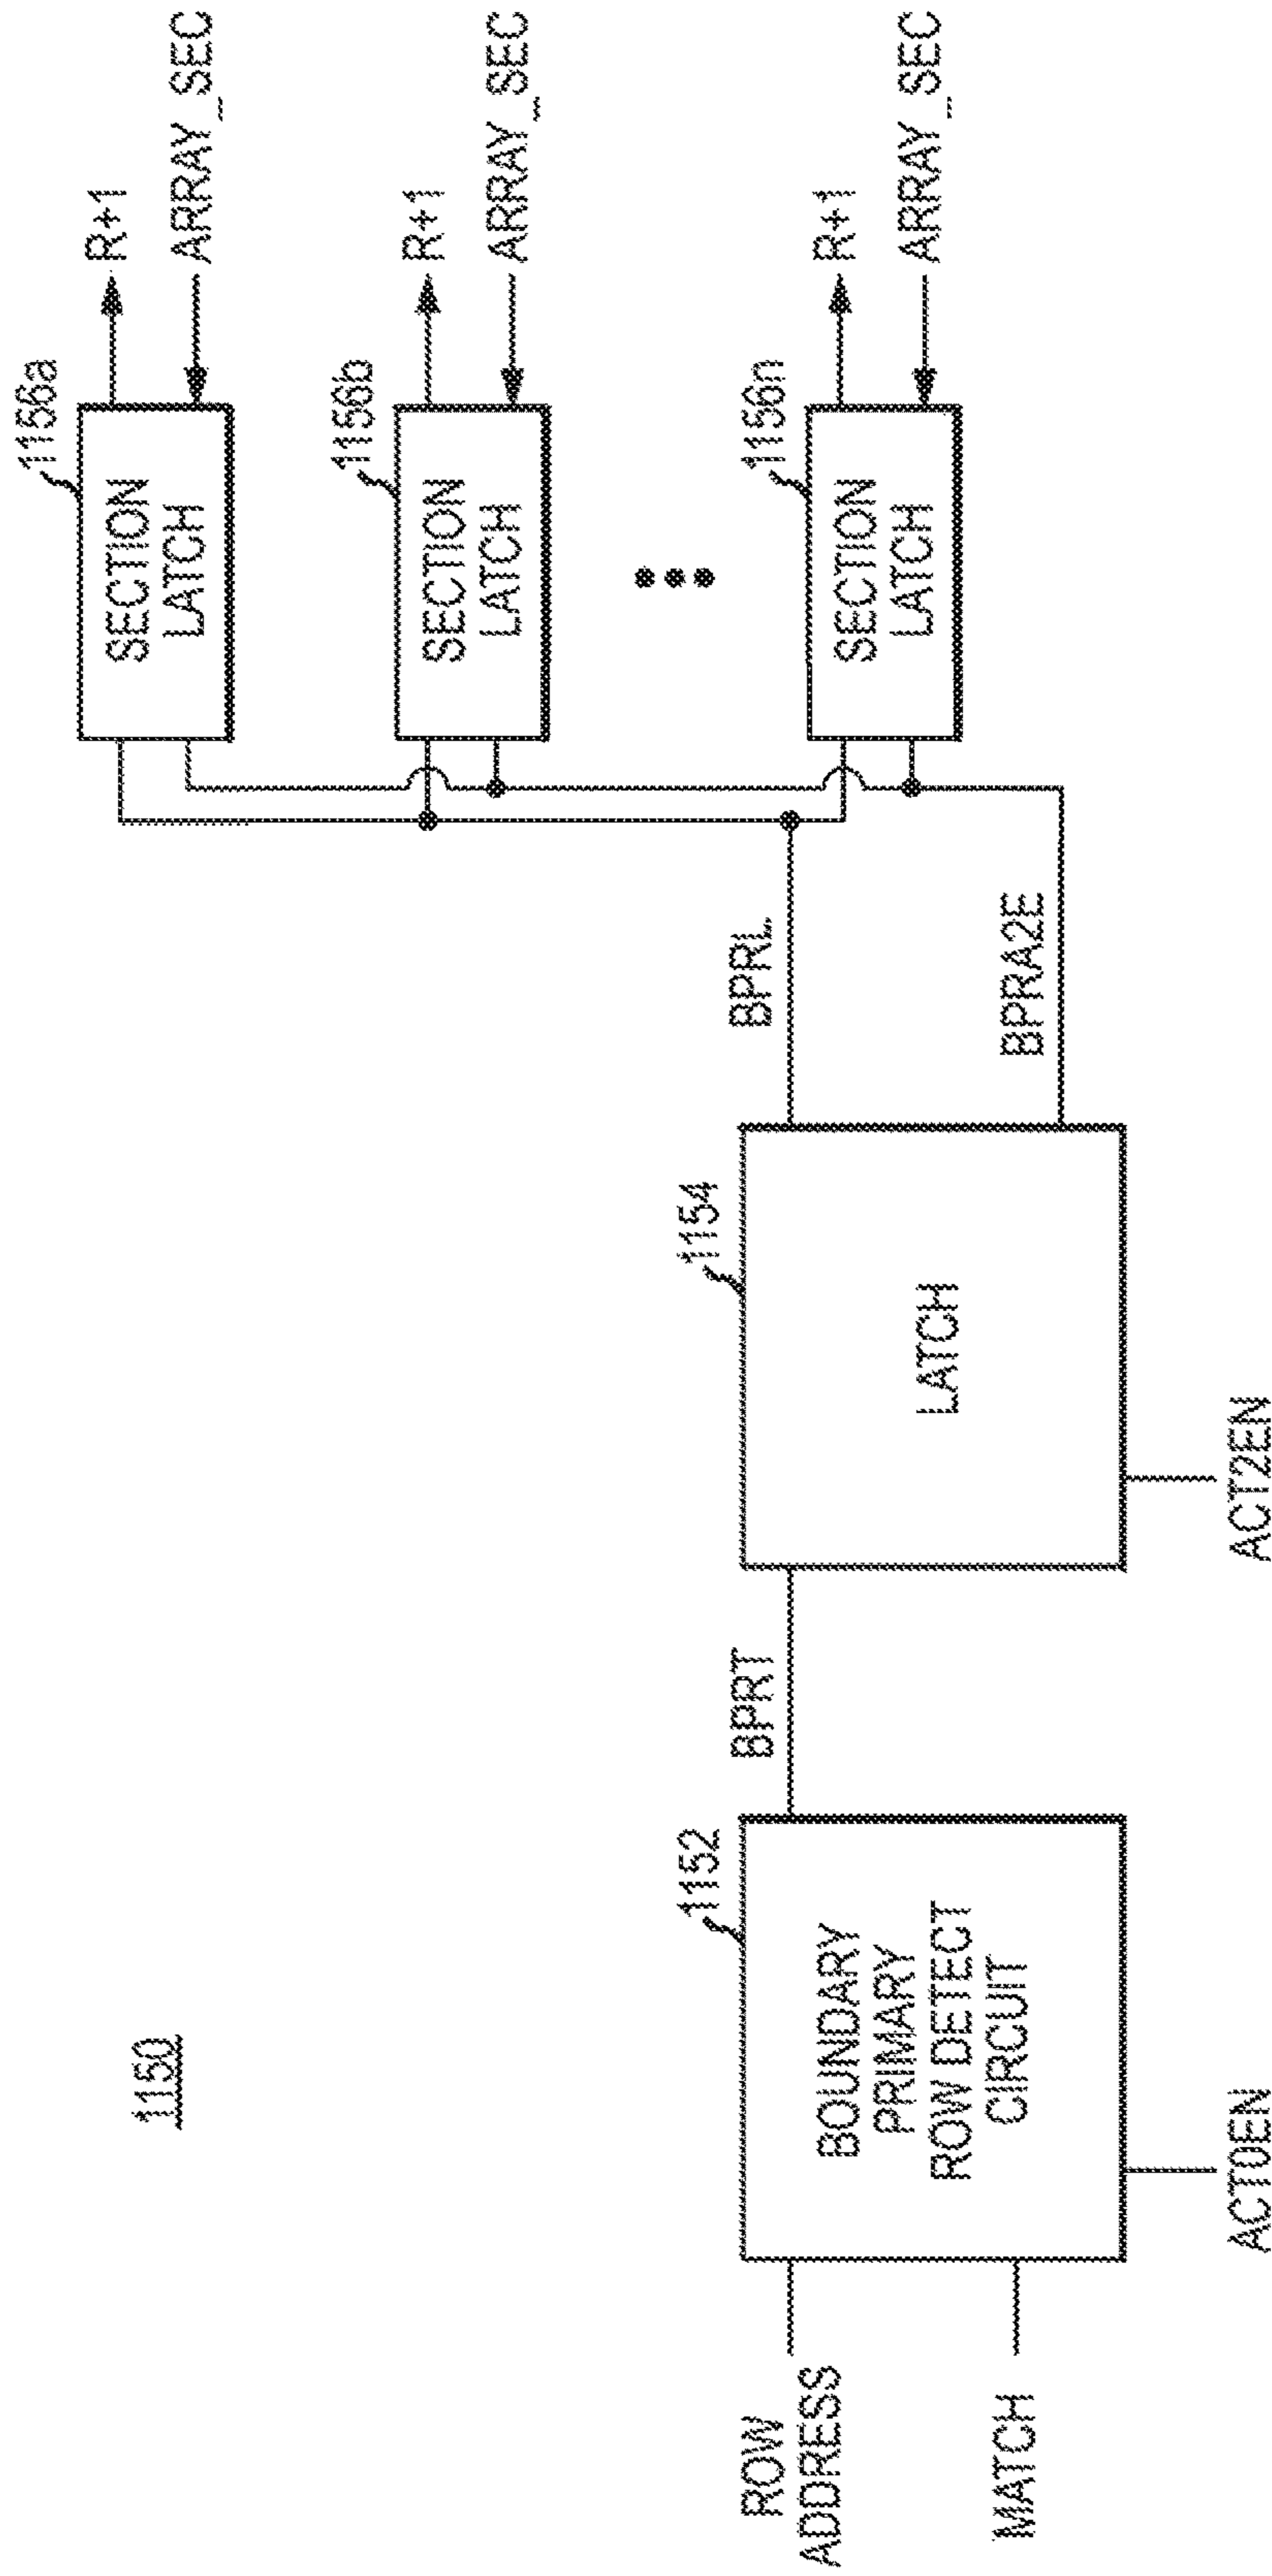 1150
ROW
ADDRESS
MATCH
1152
BOUNDARY
PRIMARY
ROW DETECT
CIRCUIT
ACT0EN
BPRT
1154
LATCH
ACT2EN
BPRL
BPRA2E
1156a
SECTION
LATCH
R+1
ARRAY_SEC
1156b
SECTION
LATCH
R+1
ARRAY_SEC
1156n
SECTION
LATCH
R+1
ARRAY_SEC